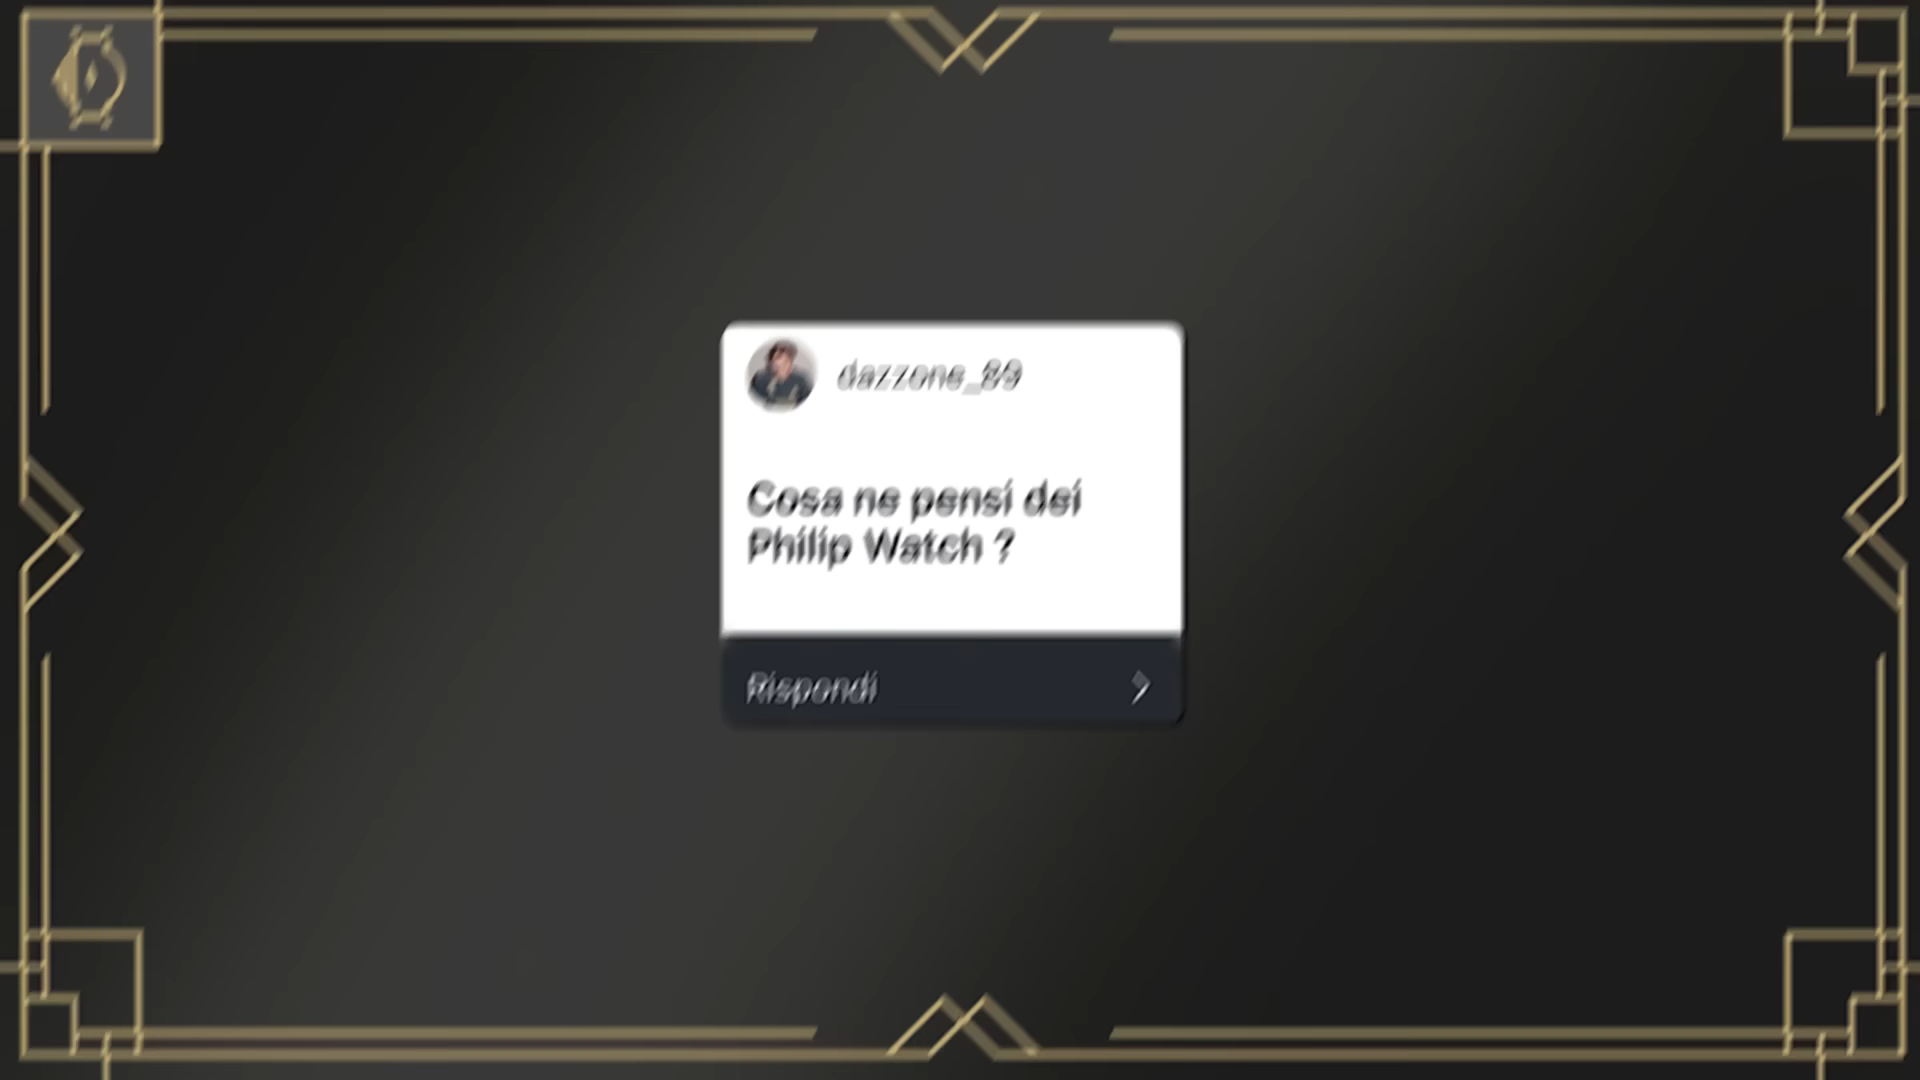 dazzone_89
Cosa ne pensi dei
Philip Watch ?
Rispondi